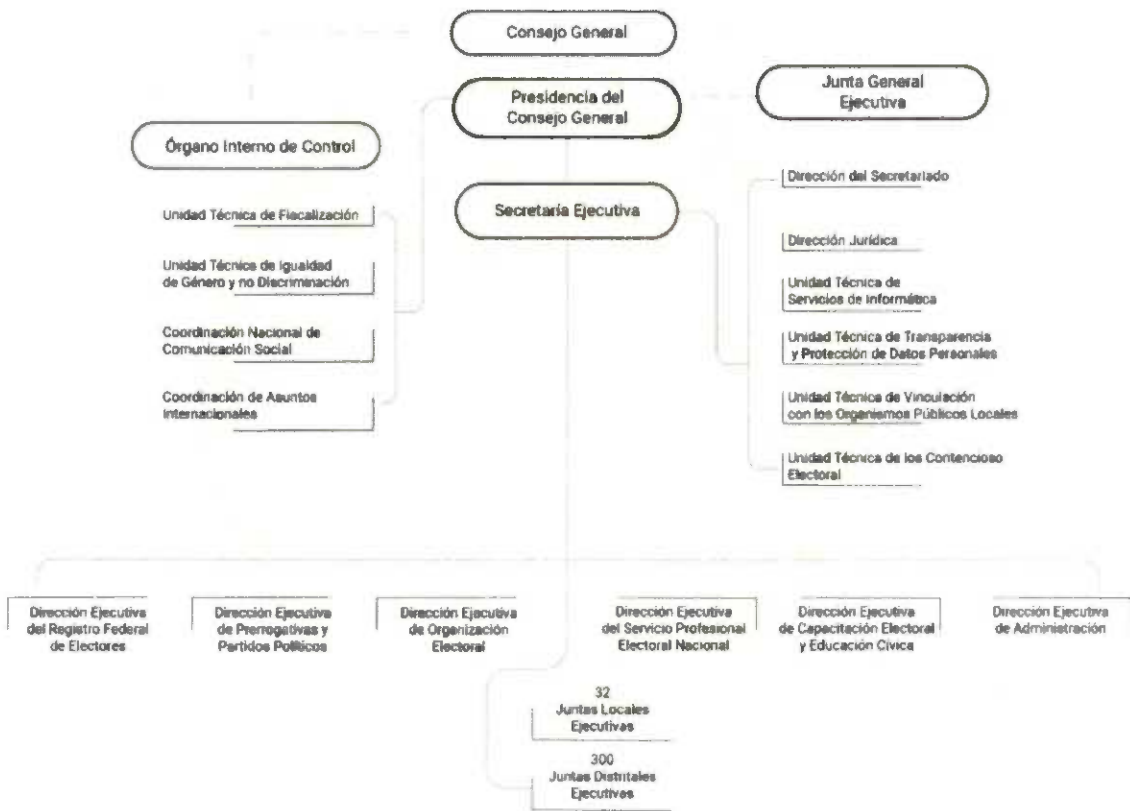 Consejo General
Presidencia del
Consejo General
Junta General
Ejecutiva
Órgano Interno de Control
Secretaría Ejecutiva
Unidad Técnica de Fiscalización
Unidad Técnica de Igualdad
de Género y no Discriminación
Coordinación Nacional de
Comunicación Social
Coordinación de Asuntos
Internacionales
Dirección del Secretariado
Dirección Jurídica
Unidad Técnica de
Servicios de Informática
Unidad Técnica de Transparencia
y Protección de Datos Personales
Unidad Técnica de Vinculación
con los Organismos Públicos Locales
Unidad Técnica de los Contencioso
Electoral
Dirección Ejecutiva
del Registro Federal
de Electores
Dirección Ejecutiva
de Prerrogativas y
Partidos Políticos
Dirección Ejecutiva
de Organización
Electoral
Dirección Ejecutiva
del Servicio Profesional
Electoral Nacional
Dirección Ejecutiva
de Capacitación Electoral
y Educación Cívica
Dirección Ejecutiva
de Administración
32
Juntas Locales
Ejecutivas
300
Juntas Distritales
Ejecutivas